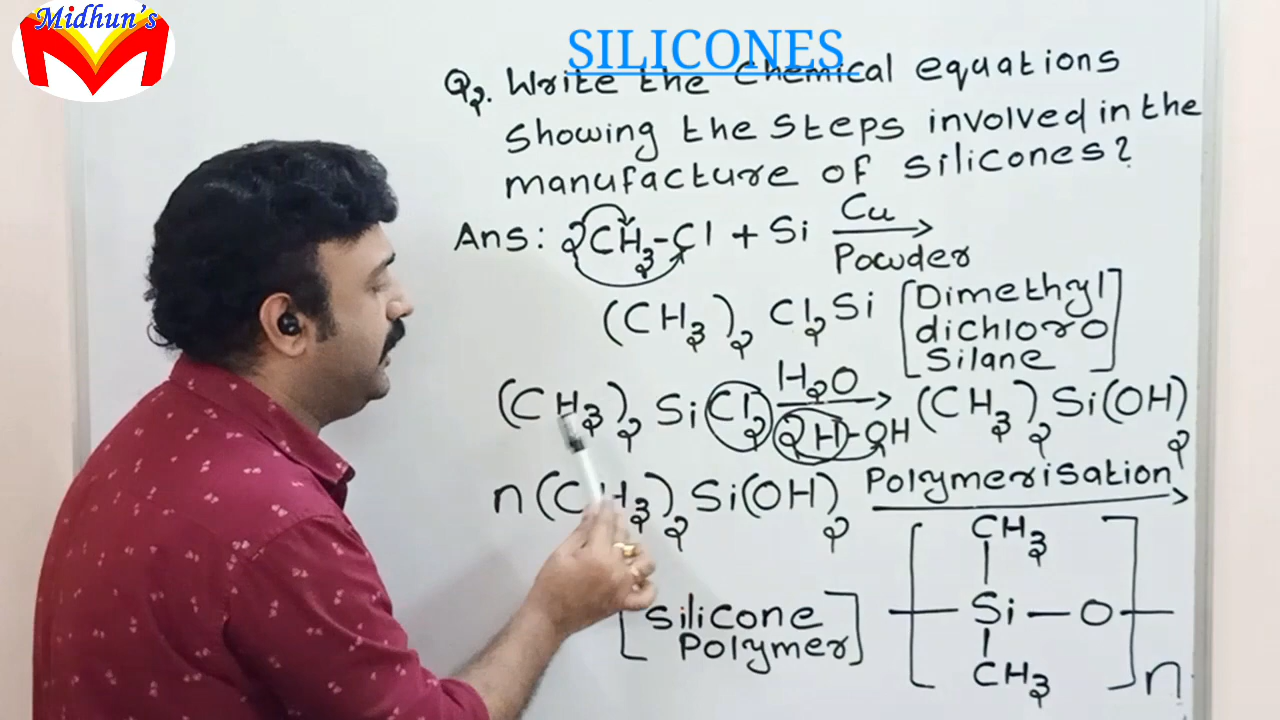 Midhun's
SILICONES
Q2. Write the Chemical equations
Showing the Steps involved in the
manufacture of Silicones?
Ans: 2CH3-Cl + Si Cu
Powder
(CH3)2 Cl2Si [Dimethyl
dichloro
Silane]
(CH3)2 SiCl2 H2O (CH3)2Si(OH)2
2H-OH
n(CH3)2Si(OH)2 Polymerisation
CH3
[Silicone Si — O
Polymer]
CH3 n